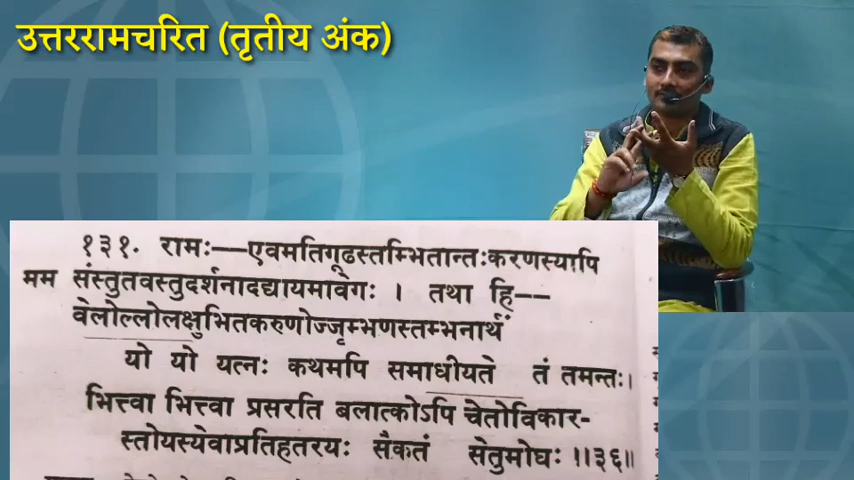 उत्तररामचरित (तृतीय अंक)
१३१. रामः––एवमतिगूढस्तम्भितान्तःकरणस्यापि
मम संस्तुतवस्तुदर्शनादद्यायमावेगः । तथा हि––
वेलोल्लोलक्षुभितकरुणोज्जृम्भणस्तम्भनार्थं
यो यो यत्नः कथमपि समाधीयते तं तमन्तः।
भित्त्वा भित्त्वा प्रसरति बलात्कोऽपि चेतोविकार-
स्तोयस्येवाप्रतिहतरयः सैकतं सेतुमोघः ।।३६।।